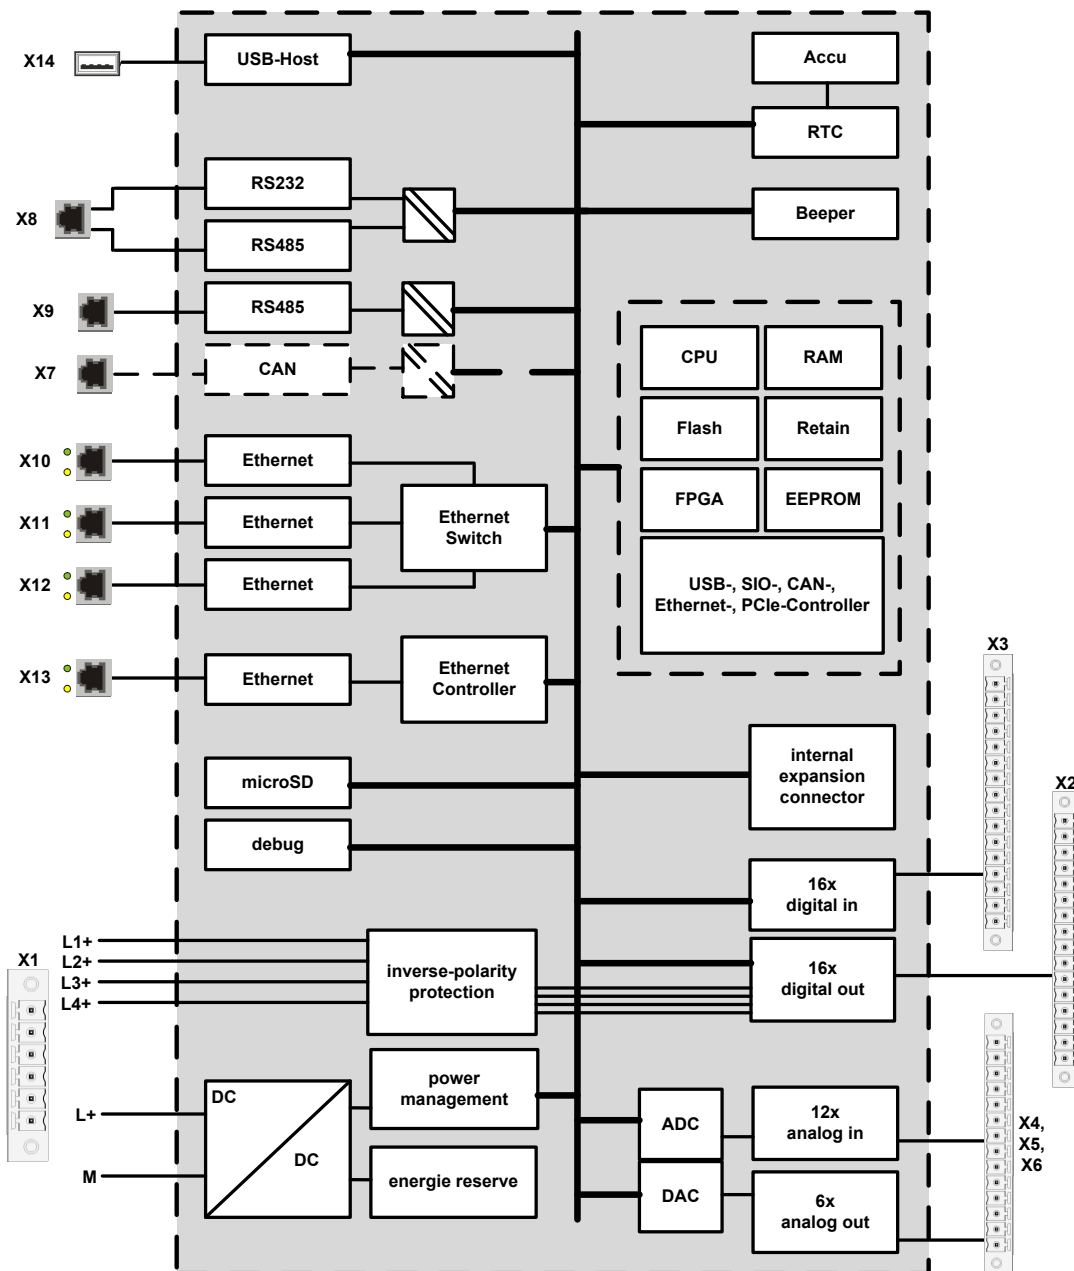 X14
USB-Host
Accu
RTC
X8
RS232
RS485
Beeper
X9
RS485
X7
CAN
CPU
RAM
Flash
Retain
FPGA
EEPROM
USB-, SIO-, CAN-,
Ethernet-, PCIe-Controller
X10
Ethernet
X11
Ethernet
X12
Ethernet
Ethernet
Switch
X13
Ethernet
Ethernet
Controller
X3
X2
microSD
debug
internal
expansion
connector
16x
digital in
16x
digital out
X1
L1+
L2+
L3+
L4+
inverse-polarity
protection
L+
M
DC
DC
power
management
energie reserve
ADC
DAC
12x
analog in
6x
analog out
X4,
X5,
X6